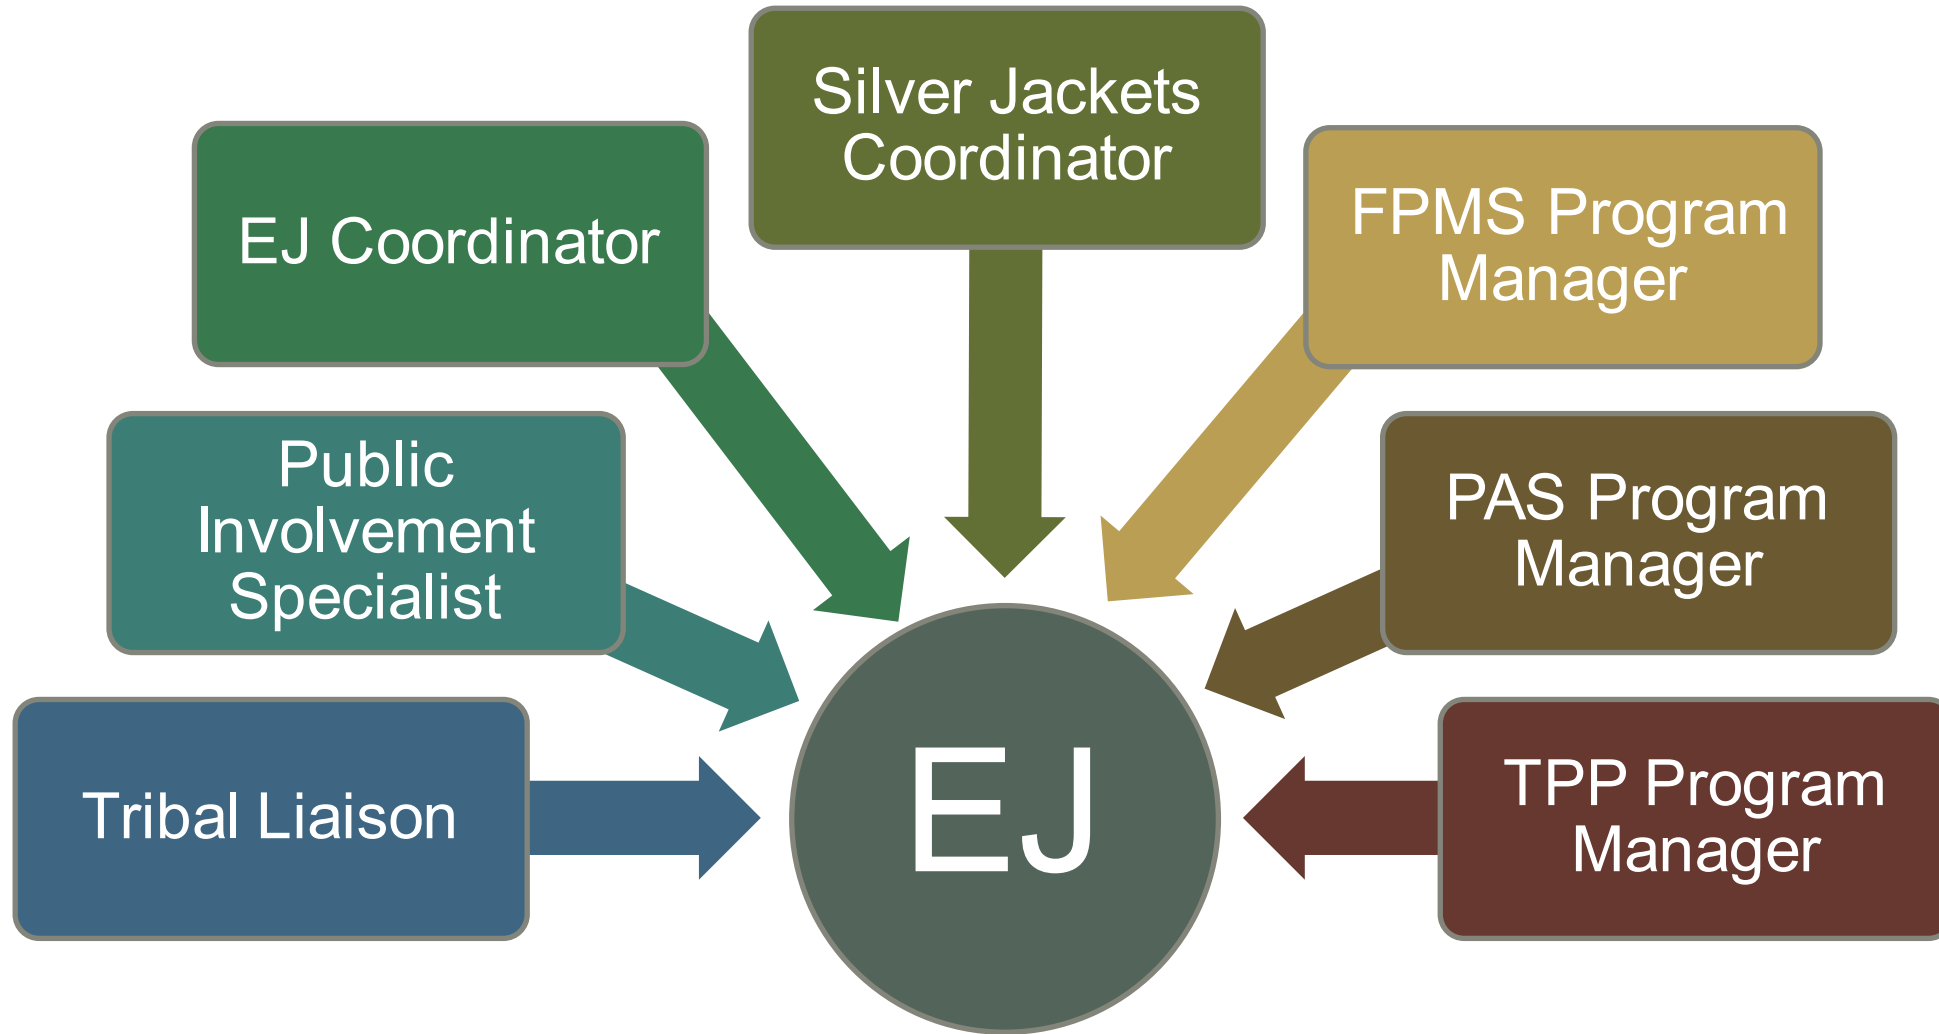 Silver Jackets
Coordinator
EJ Coordinator
FPMS Program
Manager
Public
Involvement
Specialist
PAS Program
Manager
Tribal Liaison
EJ
TPP Program
Manager